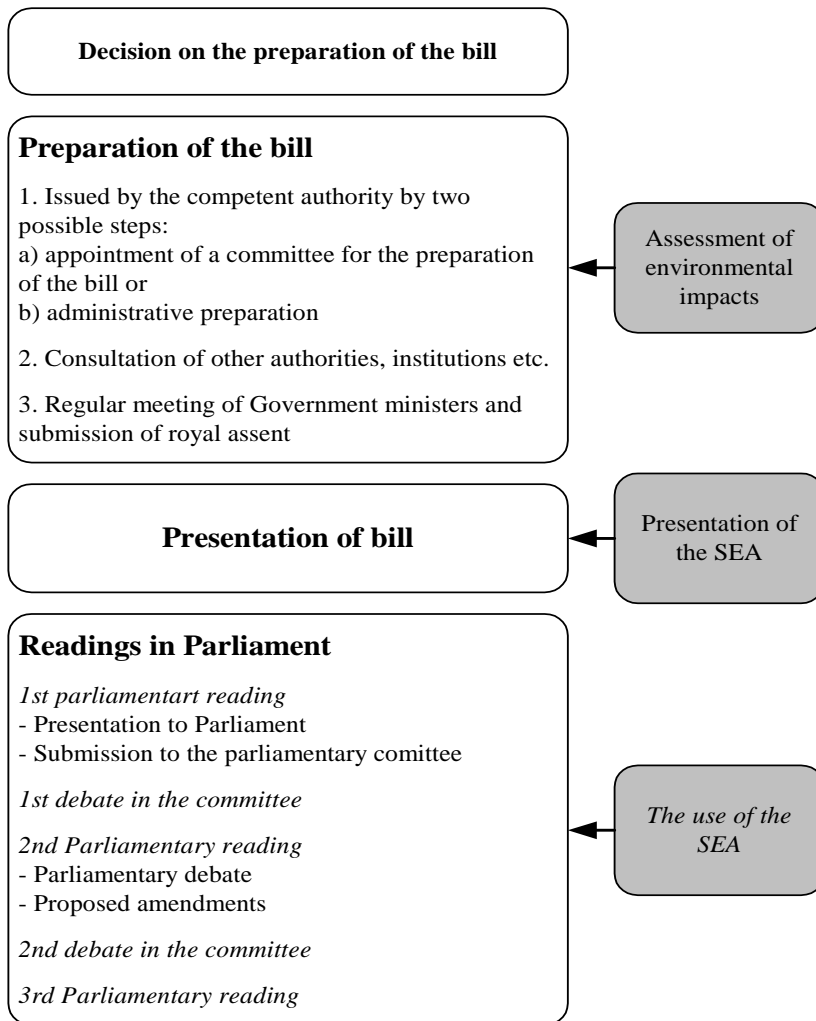 Decision on the preparation of the bill
Preparation of the bill
1. Issued by the competent authority by two
possible steps:
a) appointment of a committee for the preparation
of the bill or
b) administrative preparation
2. Consultation of other authorities, institutions etc.
3. Regular meeting of Government ministers and
submission of royal assent
Assessment of
environmental
impacts
Presentation of bill
Presentation of
the SEA
Readings in Parliament
1st parliamentart reading
- Presentation to Parliament
- Submission to the parliamentary comittee
1st debate in the committee
2nd Parliamentary reading
- Parliamentary debate
- Proposed amendments
2nd debate in the committee
3rd Parliamentary reading
The use of the
SEA